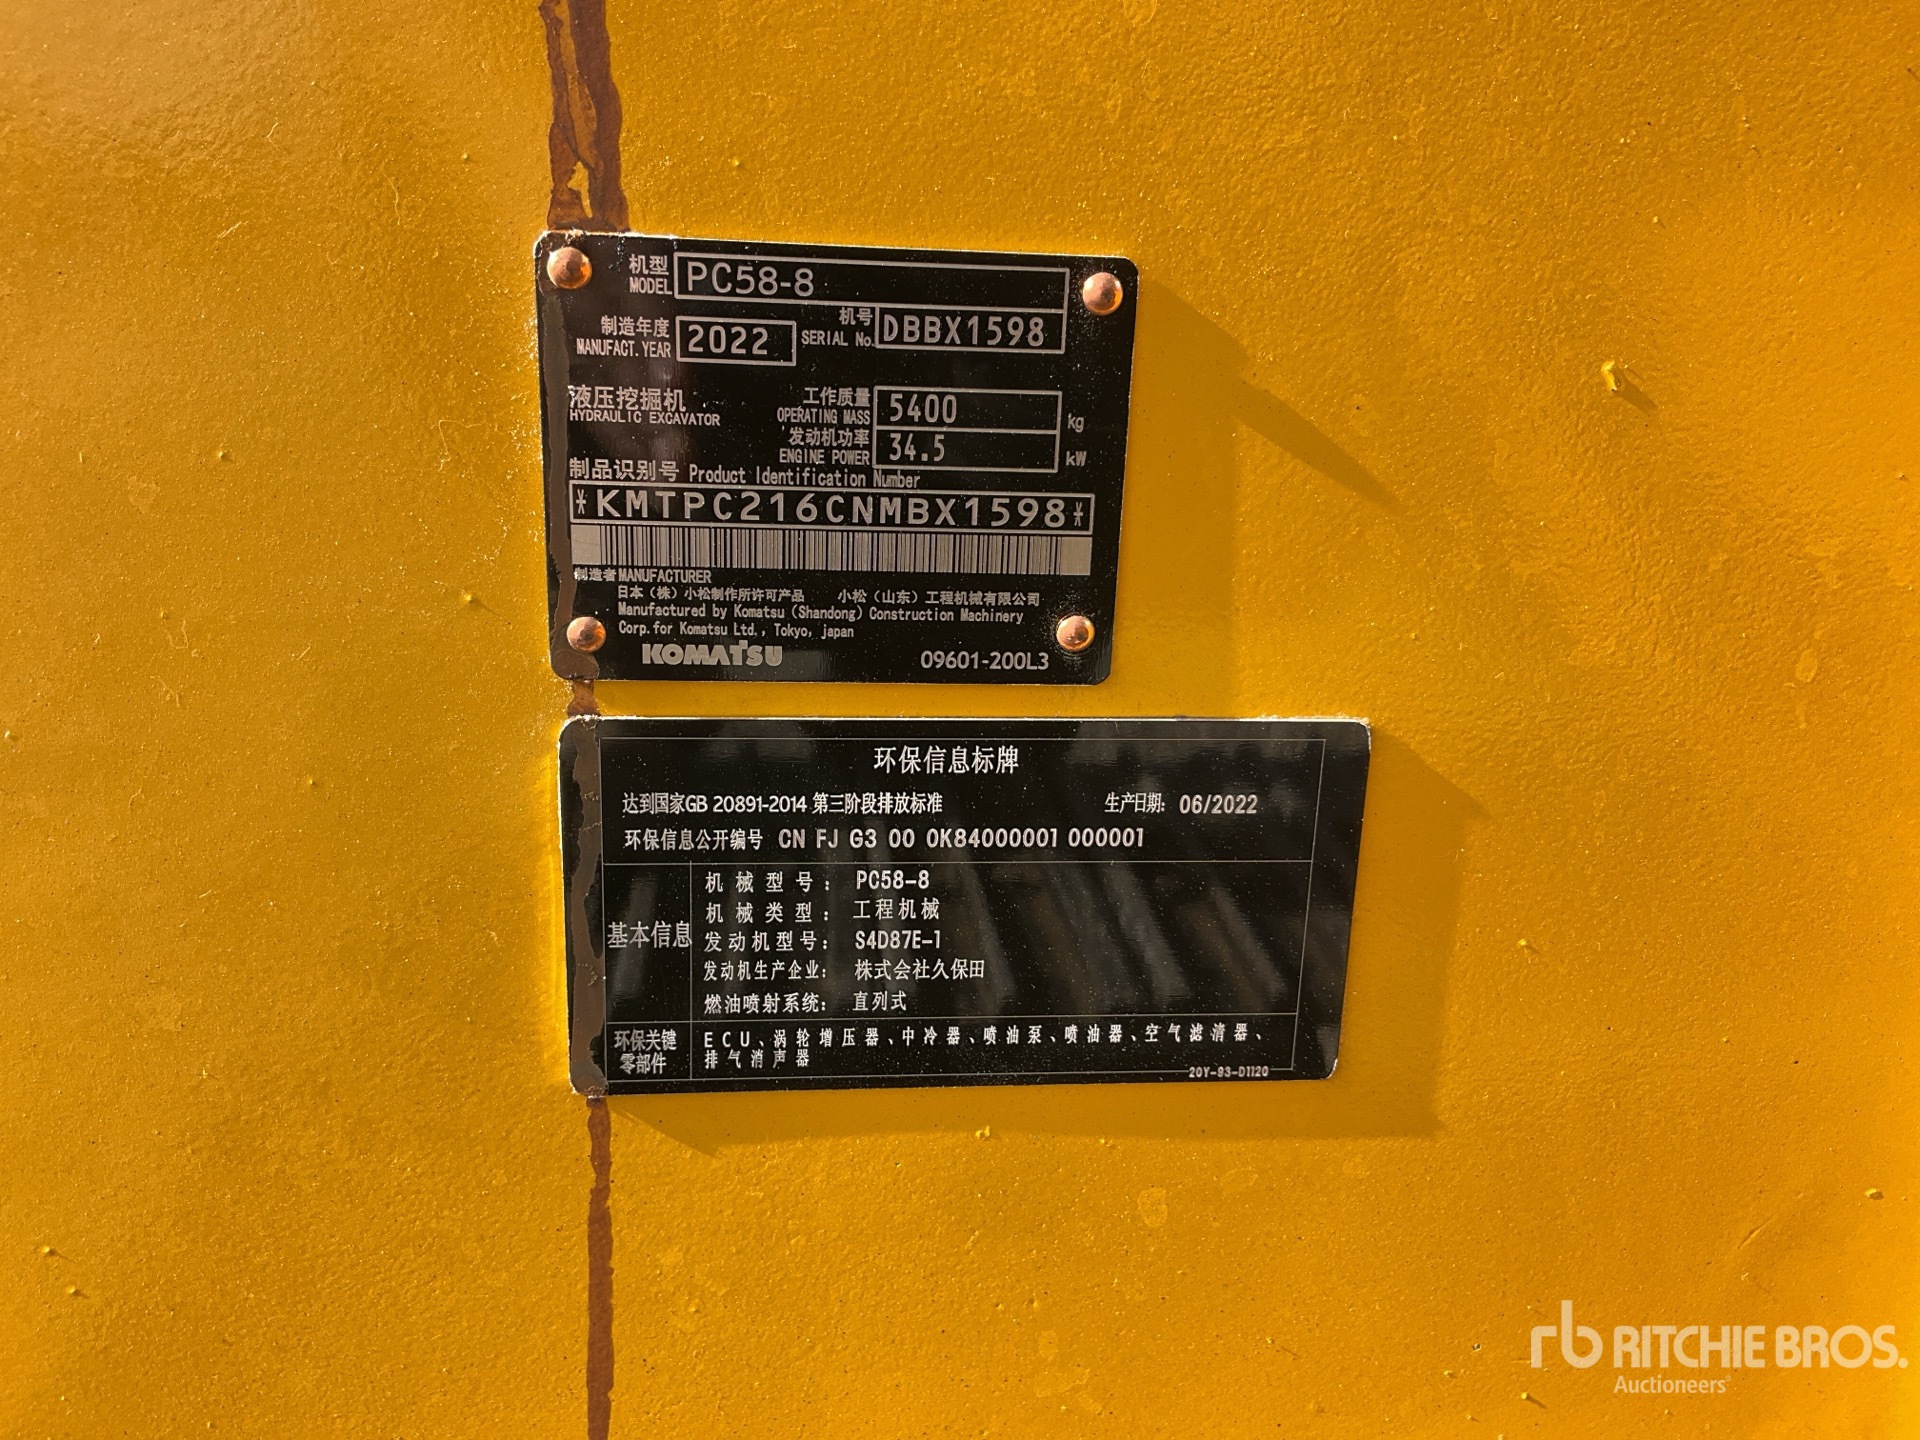 机型 MODEL PC58-8
制造年度 MANUFACT. YEAR 2022 机号 SERIAL No. DBBX1598
液压挖掘机
HYDRAULIC EXCAVATOR
工作质量 OPERATING MASS 5400 kg
发动机功率 ENGINE POWER 34.5 kW
制品识别号 Product Identification Number
*KMTPC216CNMBX1598*
制造者 MANUFACTURER
日本（株）小松制作所许可产品 小松（山东）工程机械有限公司
Manufactured by Komatsu (Shandong) Construction Machinery
Corp. for Komatsu Ltd., Tokyo, japan
KOMATSU 09601-200L3
环保信息标牌
达到国家GB 20891-2014 第三阶段排放标准 生产日期: 06/2022
环保信息公开编号 CN FJ G3 00 0K84000001 000001
基本信息
机械型号: PC58-8
机械类型: 工程机械
发动机型号: S4D87E-1
发动机生产企业: 株式会社久保田
燃油喷射系统: 直列式
环保关键零部件
ECU、涡轮增压器、中冷器、喷油泵、喷油器、空气滤清器、
排气消声器
20Y-93-D1120
rb RITCHIE BROS.
Auctioneers